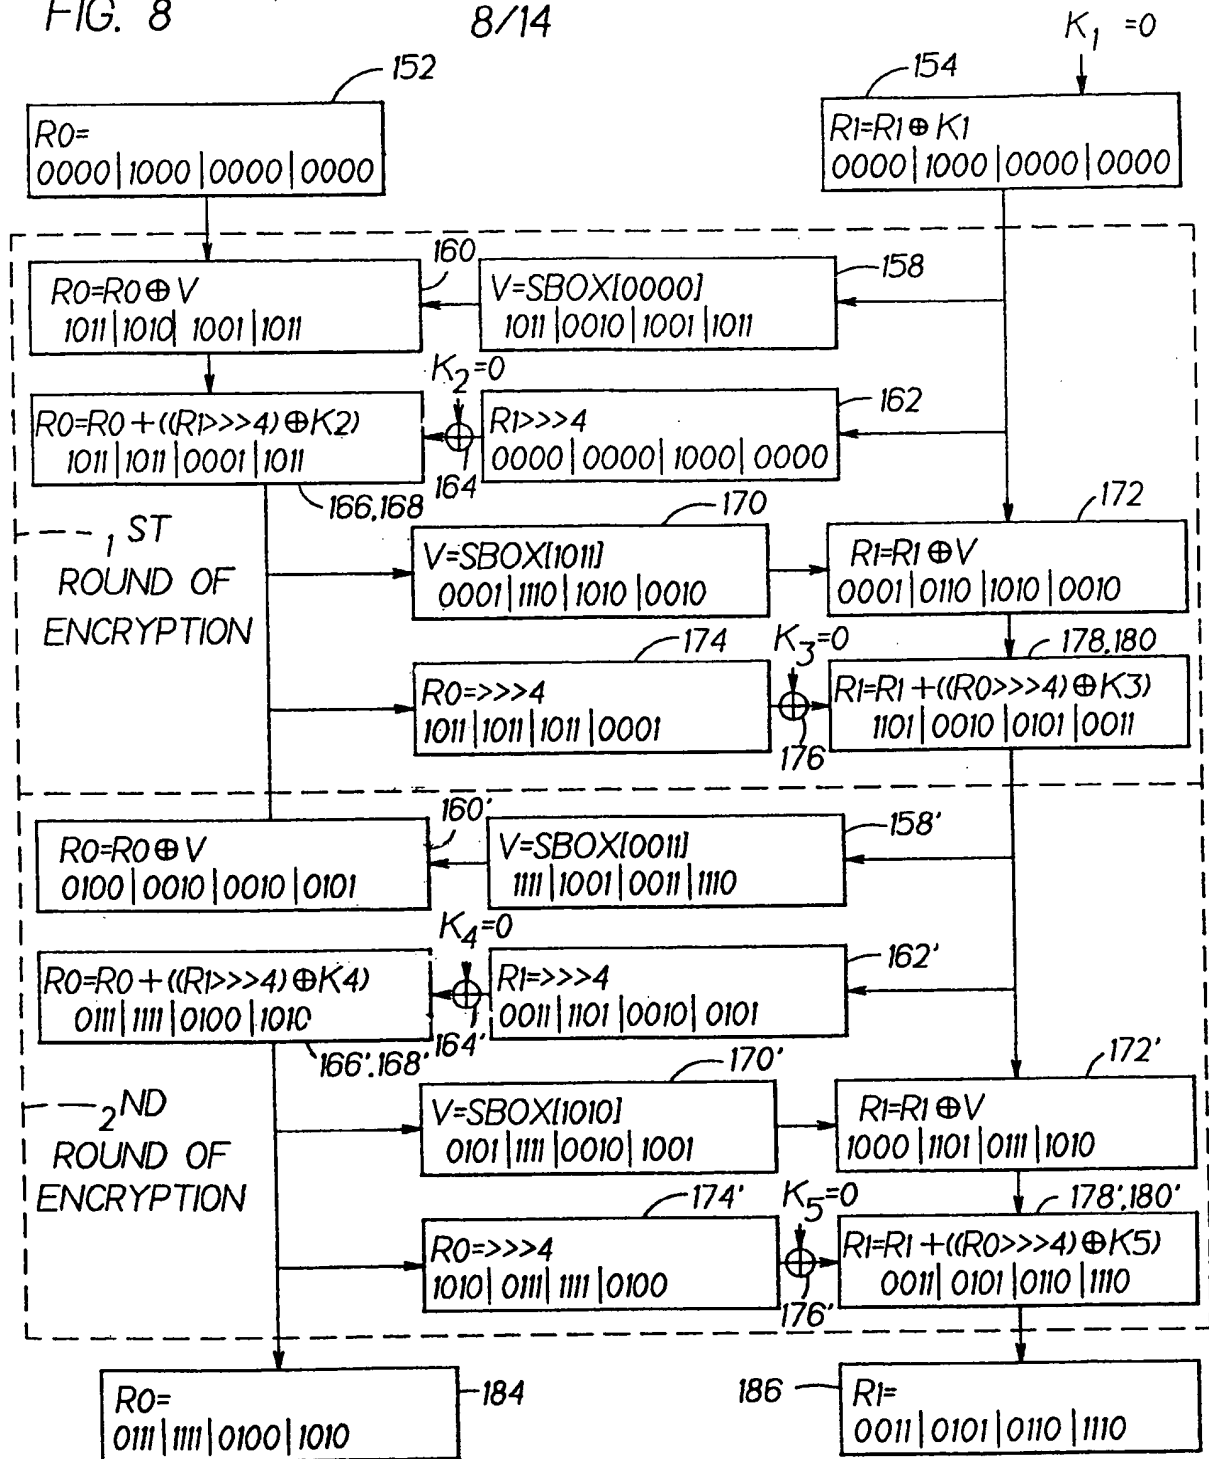 FIG. 8
8/14
K1 =0
152
154
R0=
0000|1000|0000|0000
R1=R1⊕K1
0000|1000|0000|0000
160
158
R0=R0⊕V
1011|1010|1001|1011
V=SBOX[0000]
1011|0010|1001|1011
K2=0
162
R0=R0+((R1>>>4)⊕K2)
1011|1011|0001|1011
R1>>>4
0000|0000|1000|0000
164
166,168
170
172
1ST
ROUND OF
ENCRYPTION
V=SBOX[1011]
0001|1110|1010|0010
R1=R1⊕V
0001|0110|1010|0010
174
K3=0
178,180
R0=>>>4
1011|1011|1011|0001
R1=R1+((R0>>>4)⊕K3)
1101|0010|0101|0011
176
160'
158'
R0=R0⊕V
0100|0010|0010|0101
V=SBOX[0011]
1111|1001|0011|1110
K4=0
162'
R0=R0+((R1>>>4)⊕K4)
0111|1111|0100|1010
R1=>>>4
0011|1101|0010|0101
164'
166',168'
170'
172'
2ND
ROUND OF
ENCRYPTION
V=SBOX[1010]
0101|1111|0010|1001
R1=R1⊕V
1000|1101|0111|1010
174'
K5=0
178',180'
R0=>>>4
1010|0111|1111|0100
R1=R1+((R0>>>4)⊕K5)
0011|0101|0110|1110
176'
R0=
0111|1111|0100|1010
184
186
R1=
0011|0101|0110|1110